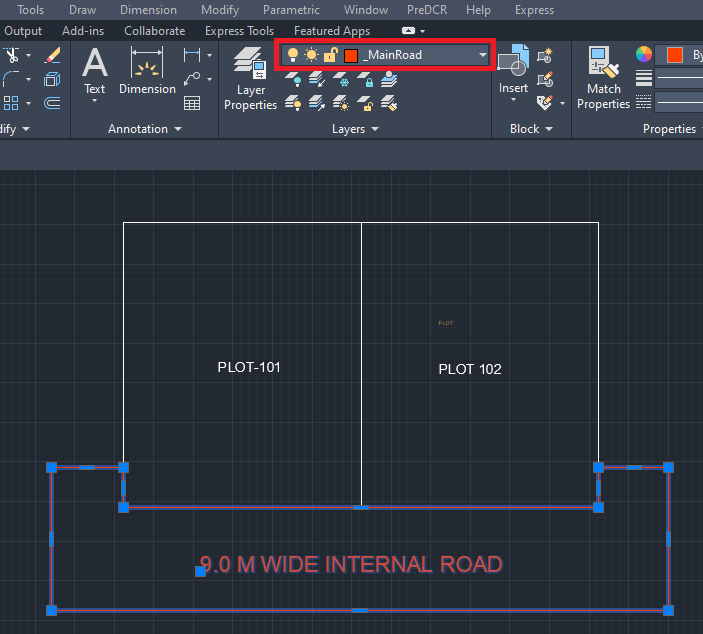 Tools Draw Dimension Modify Parametric Window PreDCR Help Express
Output Add-ins Collaborate Express Tools Featured Apps
_MainRoad
By
A
Text
Dimension
Layer
Properties
Insert
Match
Properties
dify
Annotation
Layers
Block
Properties
PLOT
PLOT-101
PLOT 102
9.0 M WIDE INTERNAL ROAD